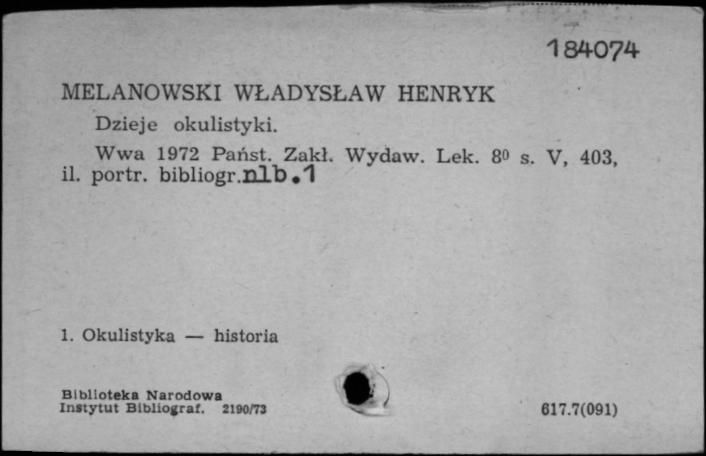 184074
MELANOWSKI WŁADYSŁAW HENRYK
Dzieje okulistyki.
Wwa 1972 Państ. Zakł. Wydaw. Lek. 8⁰ s. V, 403,
il. portr. bibliogr.nlb.1
1. Okulistyka — historia
Biblioteka Narodowa
Instytut Bibliograf. 2190/73
617.7(091)